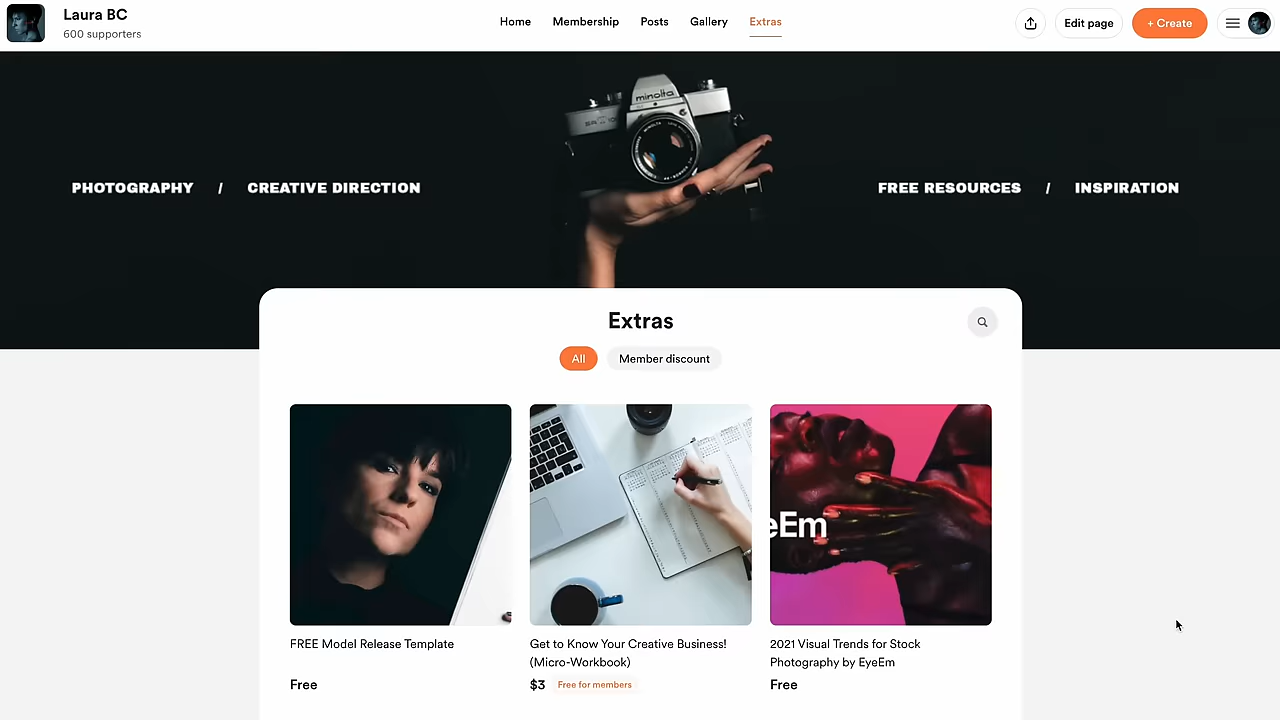 Laura BC
600 supporters
Home Membership Posts Gallery Extras
Edit page
+ Create
minolta
PHOTOGRAPHY / CREATIVE DIRECTION
FREE RESOURCES / INSPIRATION
Extras
All Member discount
eEm
FREE Model Release Template
Free
Get to Know Your Creative Business!
(Micro-Workbook)
$3 Free for members
2021 Visual Trends for Stock
Photography by EyeEm
Free